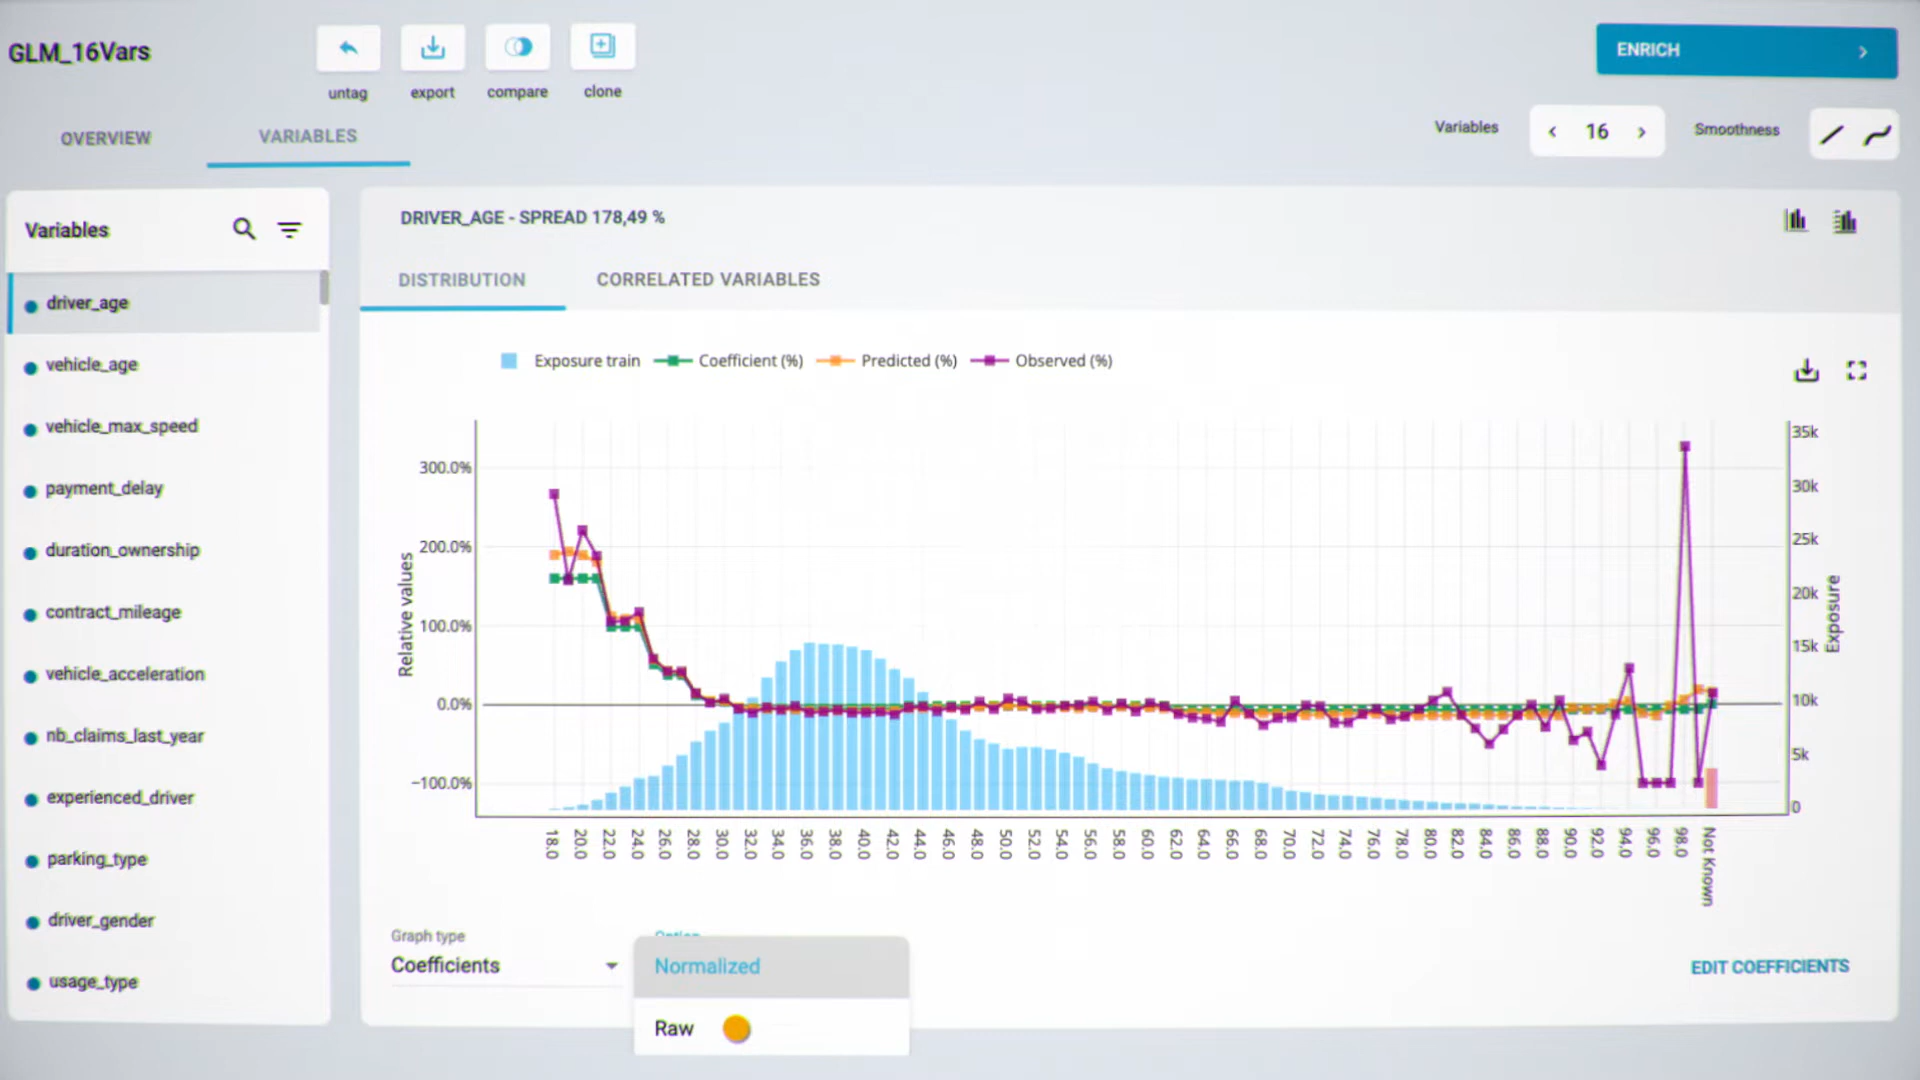 GLM_16Vars
untag
export
compare
clone
ENRICH
OVERVIEW
VARIABLES
Variables
16
Smoothness
Variables
driver_age
vehicle_age
vehicle_max_speed
payment_delay
duration_ownership
contract_mileage
vehicle_acceleration
nb_claims_last_year
experienced_driver
parking_type
driver_gender
usage_type
DRIVER_AGE - SPREAD 178,49 %
DISTRIBUTION
CORRELATED VARIABLES
Exposure train
Coefficient (%)
Predicted (%)
Observed (%)
Relative values
300.0%
200.0%
100.0%
0.0%
−100.0%
35k
30k
25k
20k
15k
10k
5k
0
Exposure
18.0
20.0
22.0
24.0
26.0
28.0
30.0
32.0
34.0
36.0
38.0
40.0
42.0
44.0
46.0
48.0
50.0
52.0
54.0
56.0
58.0
60.0
62.0
64.0
66.0
68.0
70.0
72.0
74.0
76.0
78.0
80.0
82.0
84.0
86.0
88.0
90.0
92.0
94.0
96.0
98.0
Not Known
Graph type
Coefficients
Option
Normalized
Raw
EDIT COEFFICIENTS